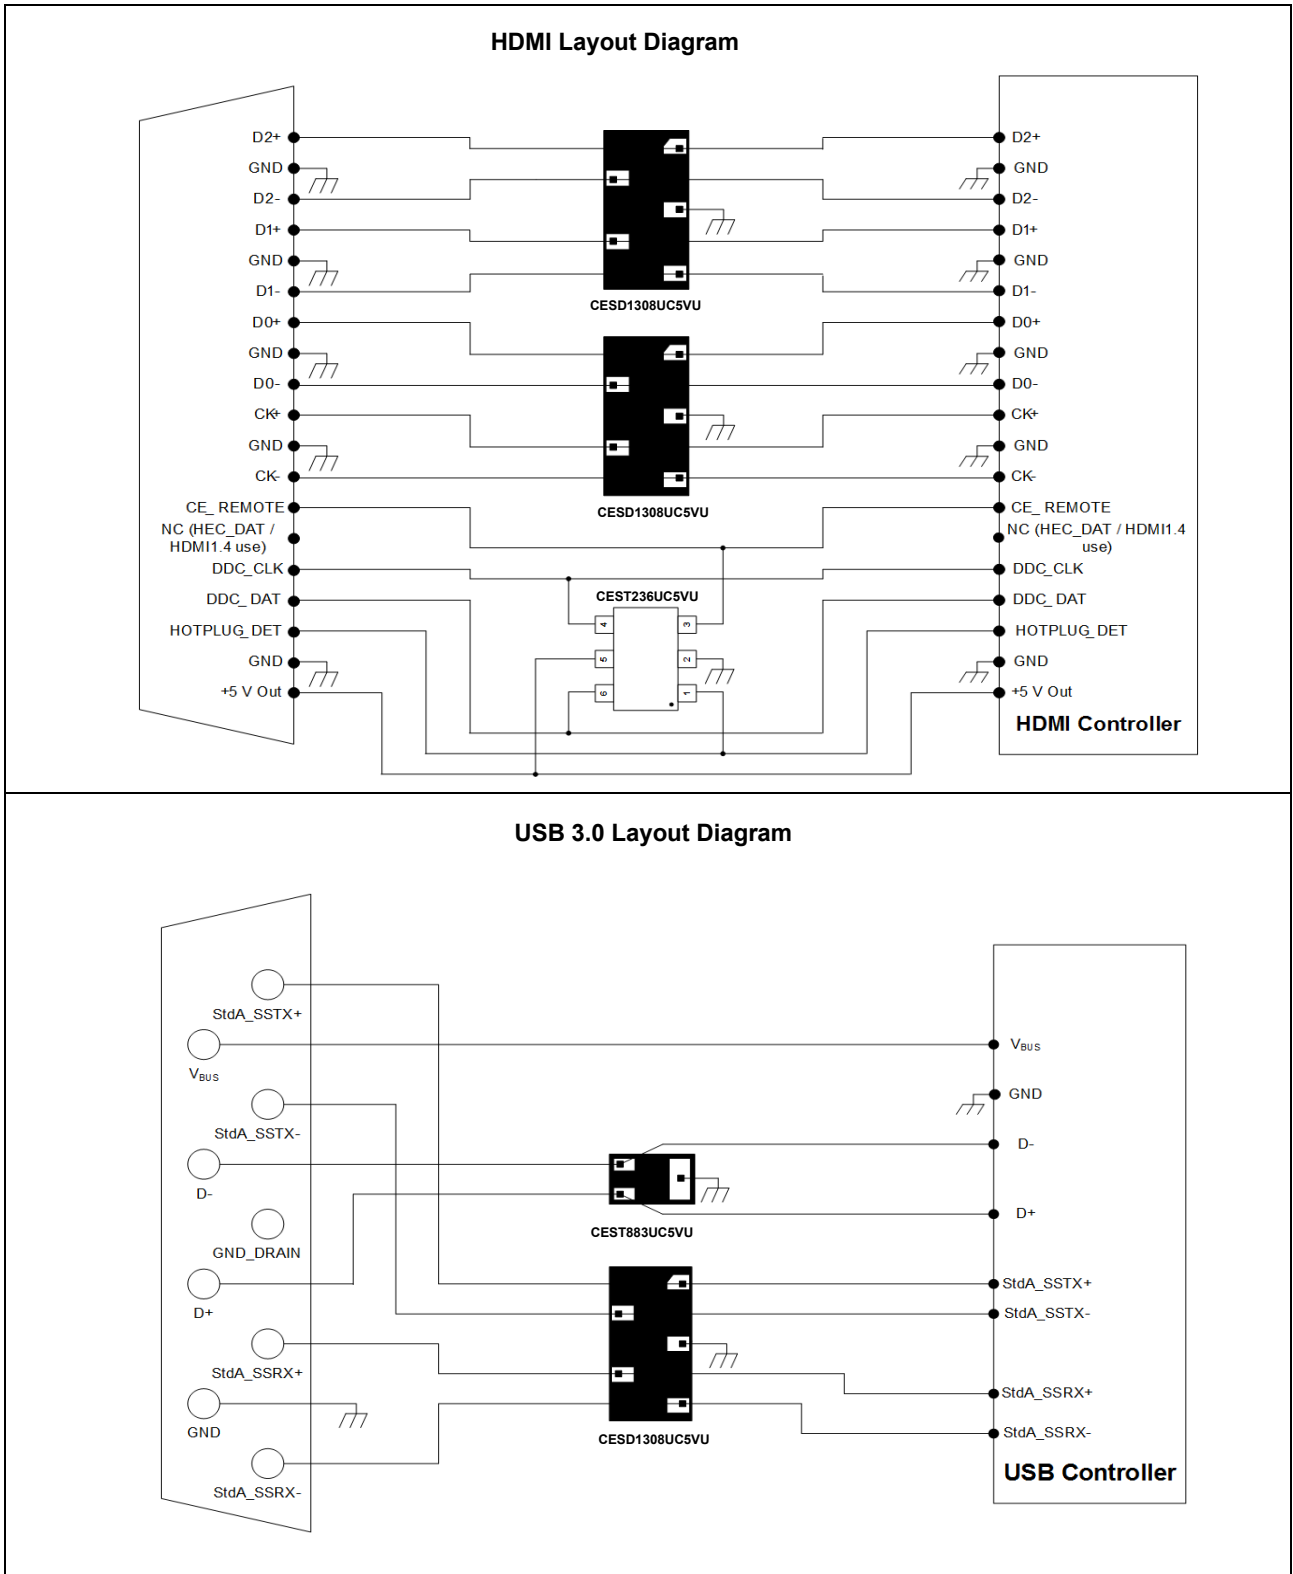 HDMI Layout Diagram
D2+
GND
D2-
D1+
GND
D1-
D0+
GND
D0-
CK+
GND
CK-
CE_ REMOTE
NC (HEC_DAT /
HDMI1.4 use)
DDC_CLK
DDC_ DAT
HOTPLUG_DET
GND
+5 V Out
CESD1308UC5VU
CESD1308UC5VU
CEST236UC5VU
4
3
5
2
6
1
D2+
GND
D2-
D1+
GND
D1-
D0+
GND
D0-
CK+
GND
CK-
CE_ REMOTE
NC (HEC_DAT / HDMI1.4
use)
DDC_CLK
DDC_ DAT
HOTPLUG_DET
GND
+5 V Out
HDMI Controller
USB 3.0 Layout Diagram
StdA_SSTX+
VBUS
StdA_SSTX-
D-
GND_DRAIN
D+
StdA_SSRX+
GND
StdA_SSRX-
CEST883UC5VU
CESD1308UC5VU
VBUS
GND
D-
D+
StdA_SSTX+
StdA_SSTX-
StdA_SSRX+
StdA_SSRX-
USB Controller